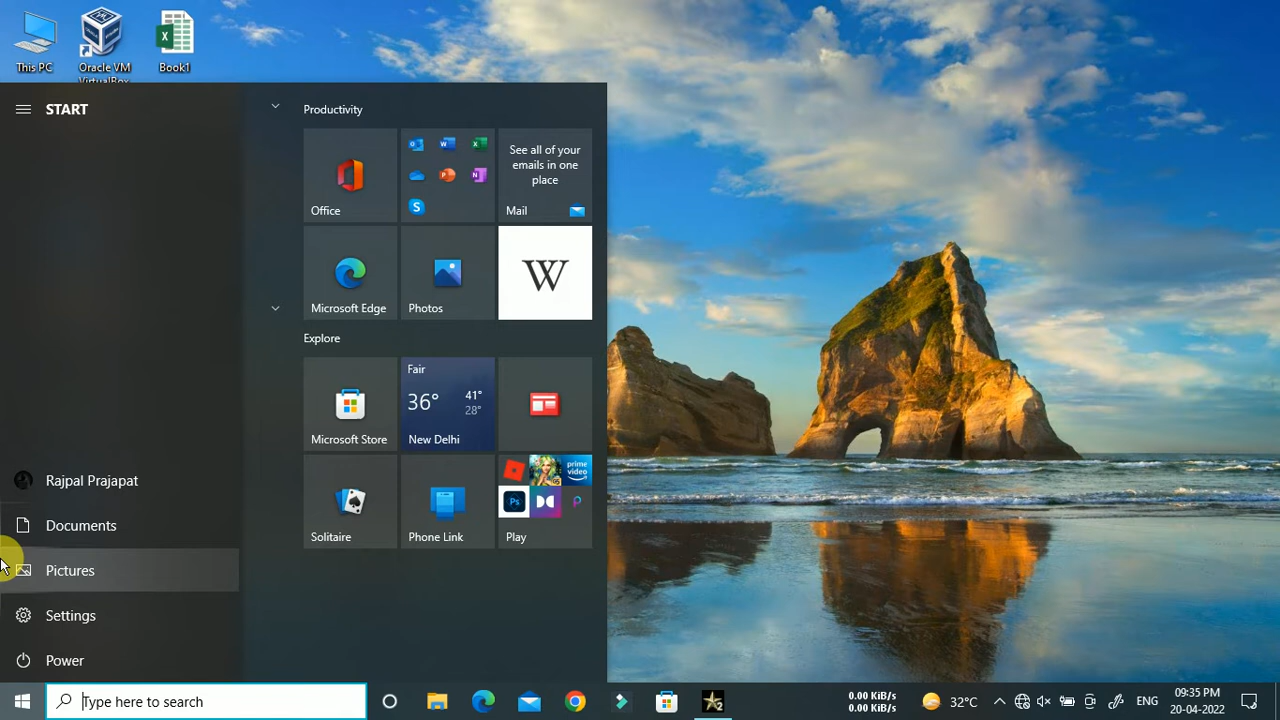 This PC
Oracle VM
VirtualBox
Book1
START
Productivity
Office
See all of your
emails in one
place
Mail
Microsoft Edge
Photos
W
Explore
Microsoft Store
Fair
36°
41°
28°
New Delhi
Solitaire
Phone Link
prime
video
Ps
Play
Rajpal Prajapat
Documents
Pictures
Settings
Power
Type here to search
0.00 KiB/s
0.00 KiB/s
32°C
ENG
09:35 PM
20-04-2022